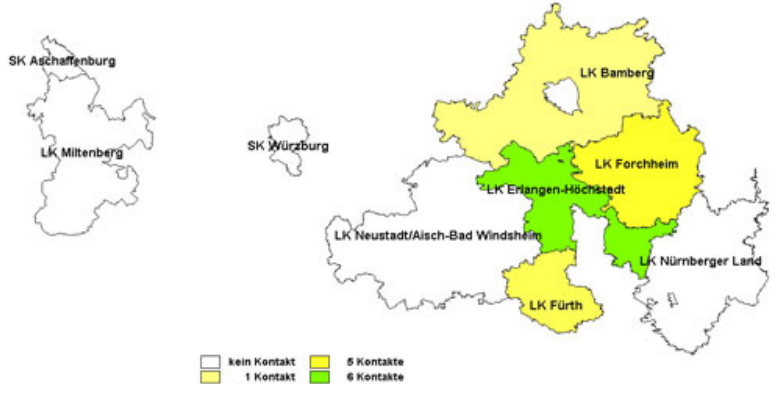 SK Aschaffenburg
LK Bamberg
SK Würzburg
LK Miltenberg
LK Forchheim
LK Erlangen-Höchstadt
LK Neustadt/Aisch-Bad Windsheim
LK Nürnberger Land
LK Fürth
kein Kontakt
5 Kontakte
1 Kontakt
6 Kontakte